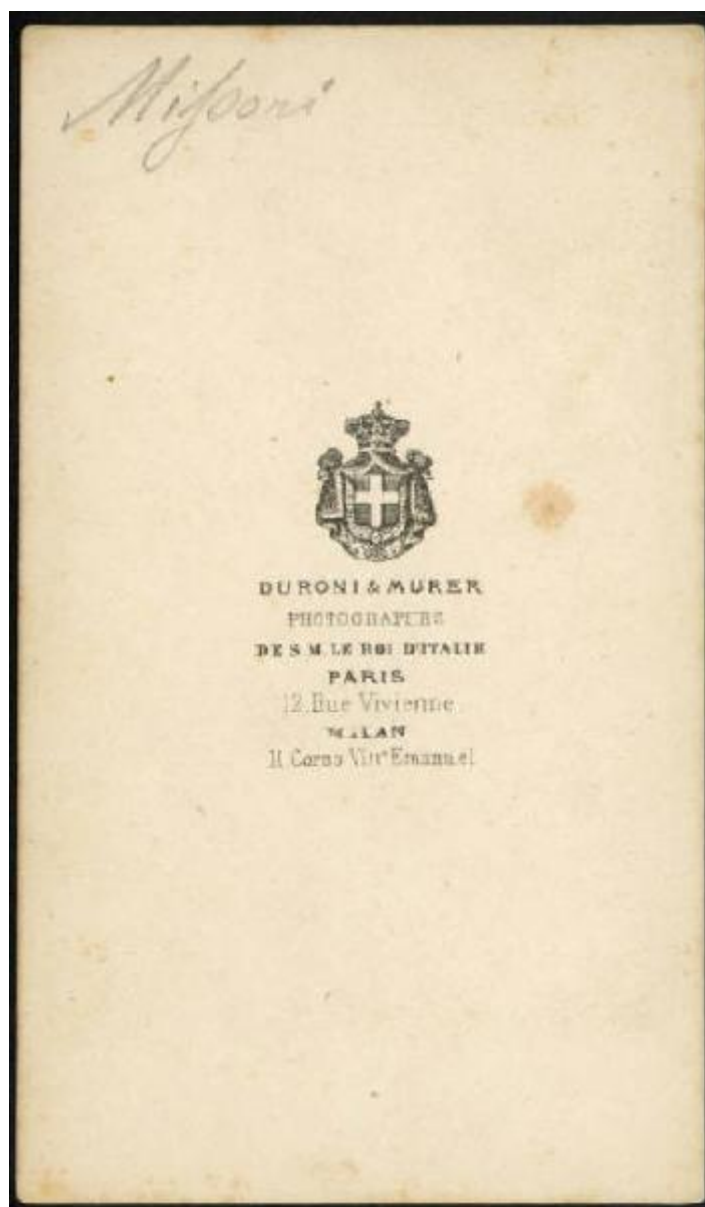 Missori
DURONI & MURER
PHOTOGRAPHES
DE S. M. LE ROI D'ITALIE
PARIS
12, Rue Vivienne
MILAN
11 Corso Vitt.e Emanuel